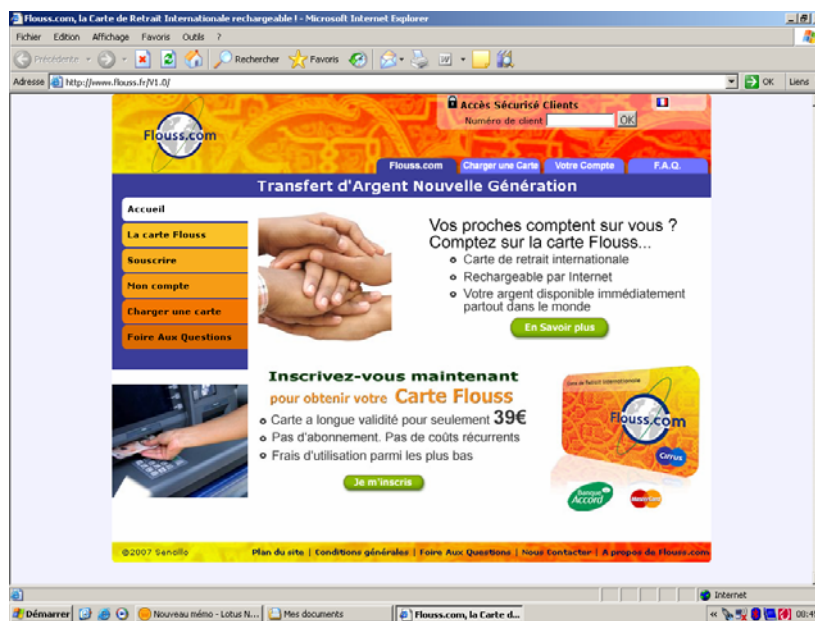 Flouss.com, la Carte de Retrait Internationale rechargeable ! - Microsoft Internet Explorer
Fichier Edition Affichage Favoris Outils ?
Précédente Rechercher Favoris
Adresse http://www.flouss.fr/V1.0/ OK Liens
Flouss.com
Accès Sécurisé Clients
Numéro de client OK
Flouss.com Charger une Carte Votre Compte F.A.Q.
Transfert d'Argent Nouvelle Génération
Accueil
La carte Flouss
Souscrire
Mon compte
Charger une carte
Foire Aux Questions
Vos proches comptent sur vous ?
Comptez sur la carte Flouss...
Carte de retrait internationale
Rechargeable par Internet
Votre argent disponible immédiatement
partout dans le monde
En Savoir plus
Inscrivez-vous maintenant
pour obtenir votre Carte Flouss
Carte a longue validité pour seulement 39€
Pas d'abonnement. Pas de coûts récurrents
Frais d'utilisation parmi les plus bas
Je m'inscris
Carte de Retrait Internationale
Flouss.com
Cirrus
Banque
Accord
MasterCard
©2007 Senollo
Plan du site | Conditions générales | Foire Aux Questions | Nous Contacter | A propos de Flouss.com
Internet
Démarrer Nouveau mémo - Lotus N... Mes documents Flouss.com, la Carte d...